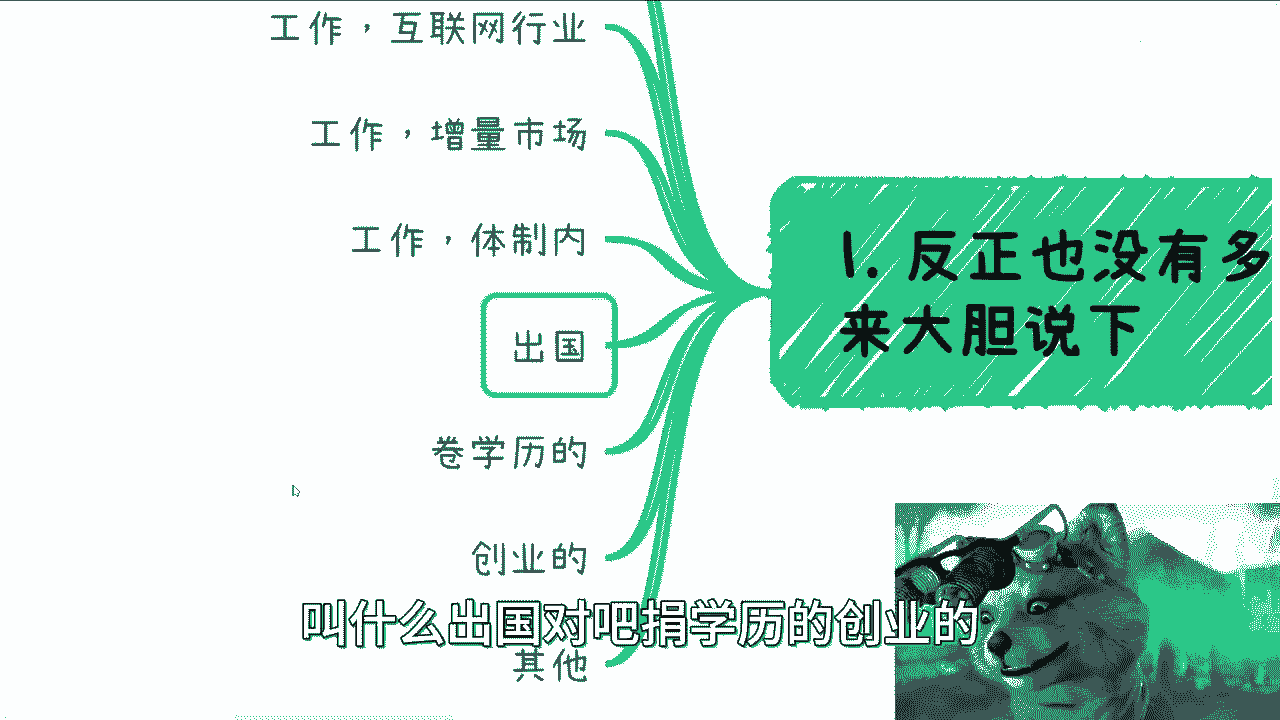 工作，互联网行业
工作，增量市场
工作，体制内
出国
卷学历的
创业的
其他
1. 反正也没有多
来大胆说下
叫什么出国对吧捐学历的创业的